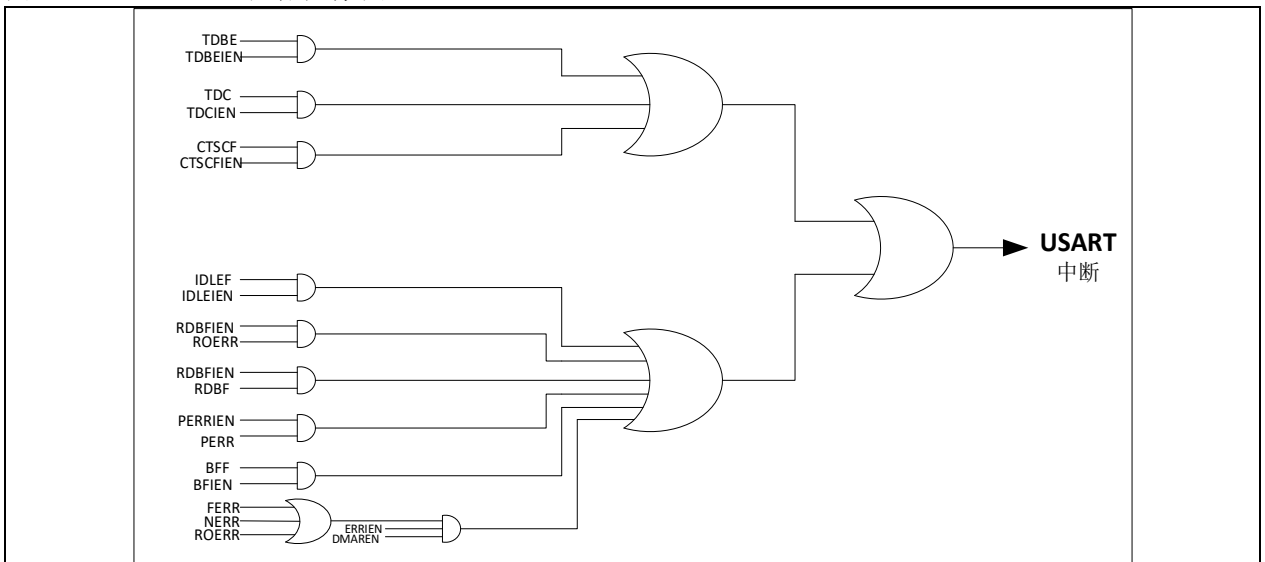 TDBE
TDBEIEN
TDC
TDCIEN
CTSCF
CTSCFIEN
USART
中断
IDLEF
IDLEIEN
RDBFIEN
ROERR
RDBFIEN
RDBF
PERRIEN
PERR
BFF
BFIEN
FERR
NERR
ROERR
ERRIEN
DMAREN